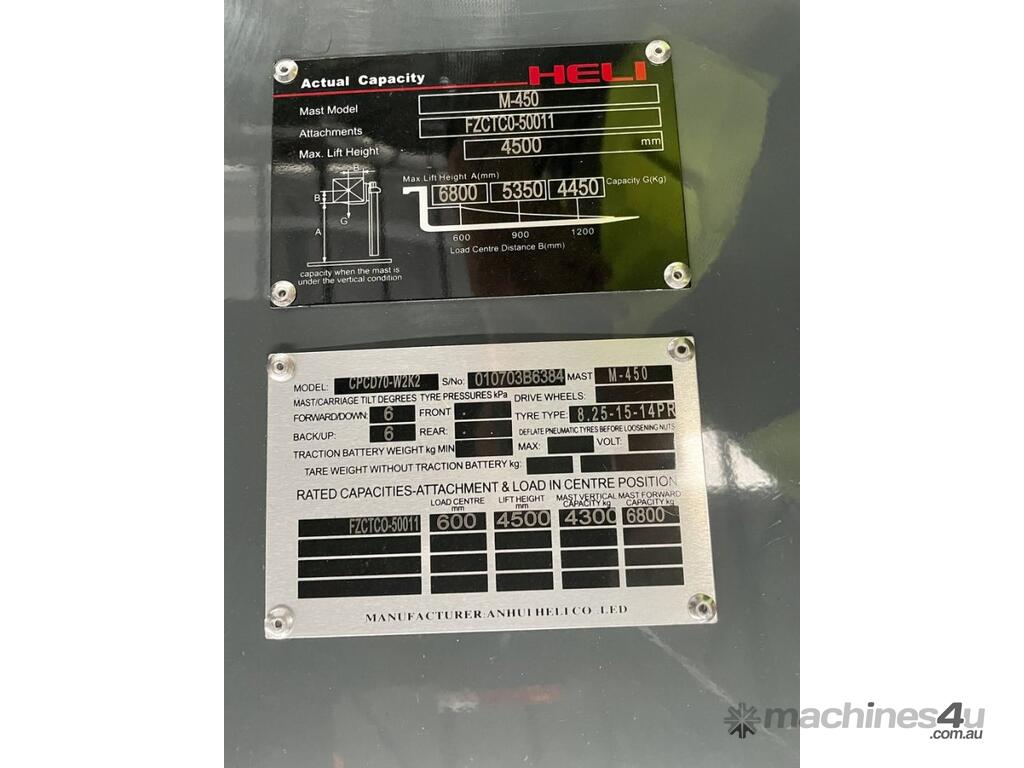 Actual Capacity HELI
Mast Model M-450
Attachments FZCTC0-50011
Max. Lift Height 4500 mm
Max. Lift Height A(mm) 6800 5350 4450 Capacity G(Kg)
B
B
G
A
600 900 1200
Load Centre Distance B(mm)
capacity when the mast is
under the vertical condition
MODEL: CPCD70-W2K2 S/No: 010703B6384 MAST M-450
MAST/CARRIAGE TILT DEGREES TYRE PRESSURES kPa DRIVE WHEELS:
FORWARD/DOWN: 6 FRONT TYRE TYPE: 8.25-15-14PR
BACK/UP: 6 REAR: DEFLATE PNEUMATIC TYRES BEFORE LOOSENING NUTS
TRACTION BATTERY WEIGHT kg MIN MAX: VOLT:
TARE WEIGHT WITHOUT TRACTION BATTERY kg:
RATED CAPACITIES-ATTACHMENT & LOAD IN CENTRE POSITION
LOAD CENTRE mm LIFT HEIGHT mm MAST VERTICAL CAPACITY kg MAST FORWARD CAPACITY kg
FZCTCO-50011 600 4500 4300 6800
MANUFACTURER:ANHUI HELI CO .,LED
machines4u
.com.au